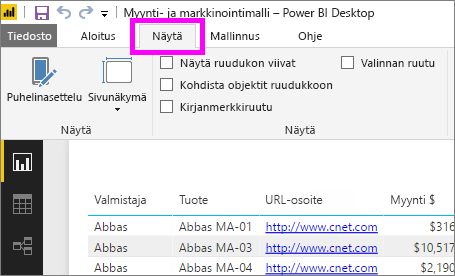 Myynti- ja markkinointimalli – Power BI Desktop
Tiedosto Aloitus Näytä Mallinnus Ohje
Puhelinasettelu Sivunäkymä
Näytä ruudukon viivat Valinnan ruutu
Kohdista objektit ruudukkoon
Kirjanmerkkiruutu
Näytä Näytä
Valmistaja Tuote URL-osoite Myynti $
Abbas Abbas MA-01 http://www.cnet.com $316
Abbas Abbas MA-03 http://www.cnet.com $10,517
Abbas Abbas MA-04 http://www.cnet.com $2,190